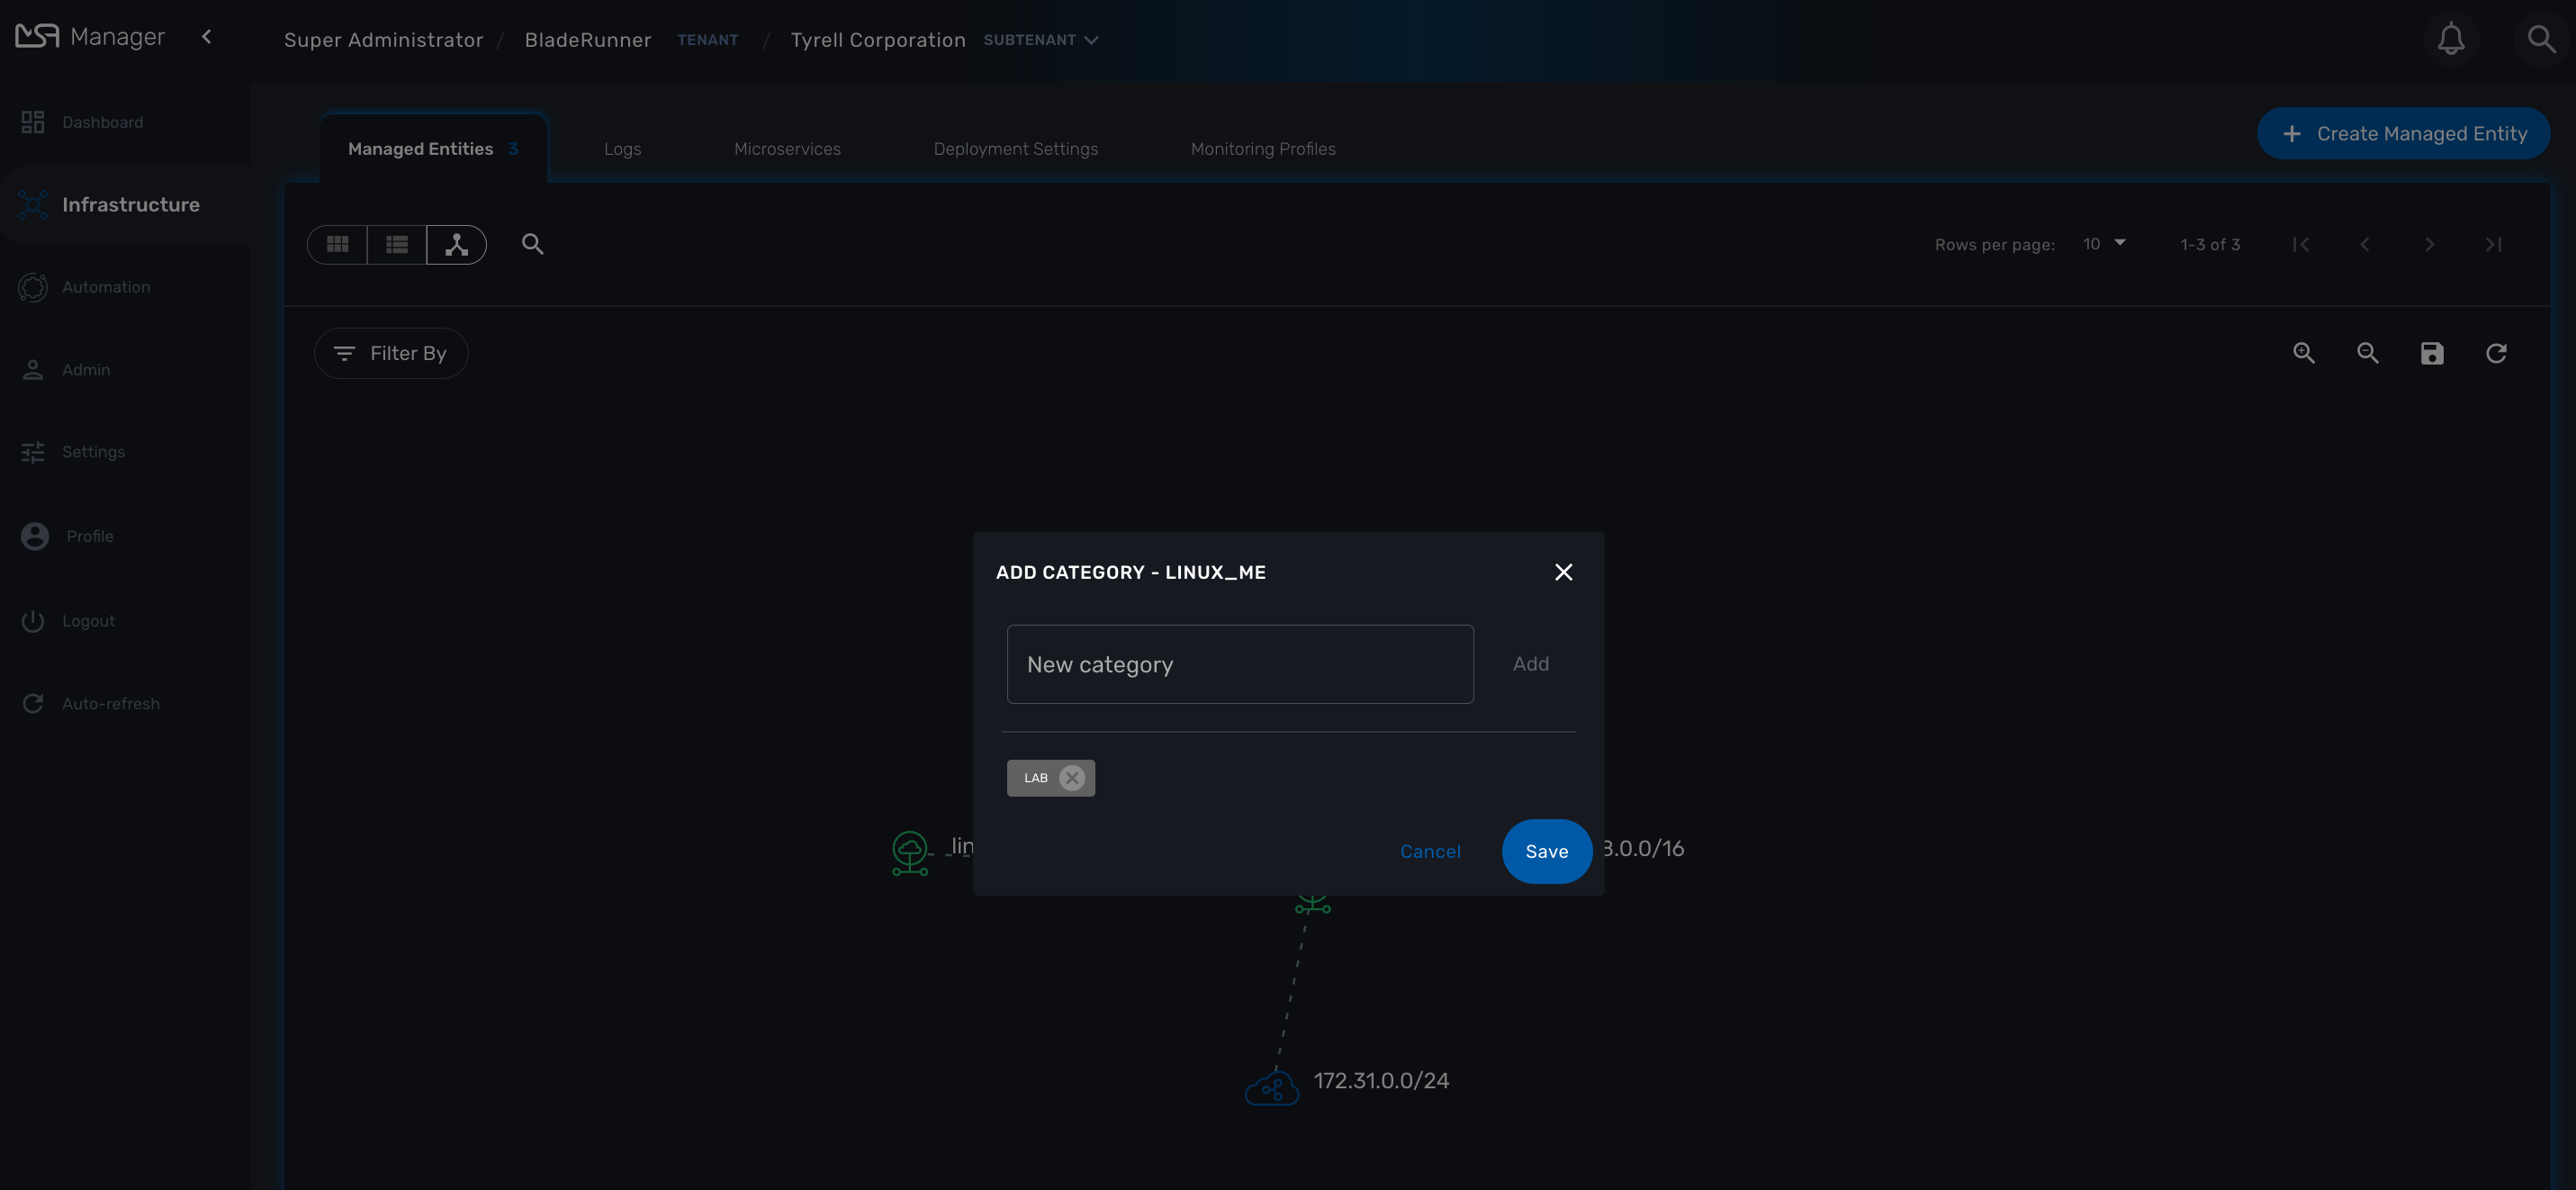 Manager
Super Administrator / BladeRunner TENANT / Tyrell Corporation SUBTENANT
Dashboard
Infrastructure
Automation
Admin
Settings
Profile
Logout
Auto-refresh
Managed Entities 3
Logs
Microservices
Deployment Settings
Monitoring Profiles
+ Create Managed Entity
Rows per page: 10 1-3 of 3
Filter By
ADD CATEGORY - LINUX_ME
New category
Add
LAB
Cancel
Save
lin
8.0.0/16
172.31.0.0/24